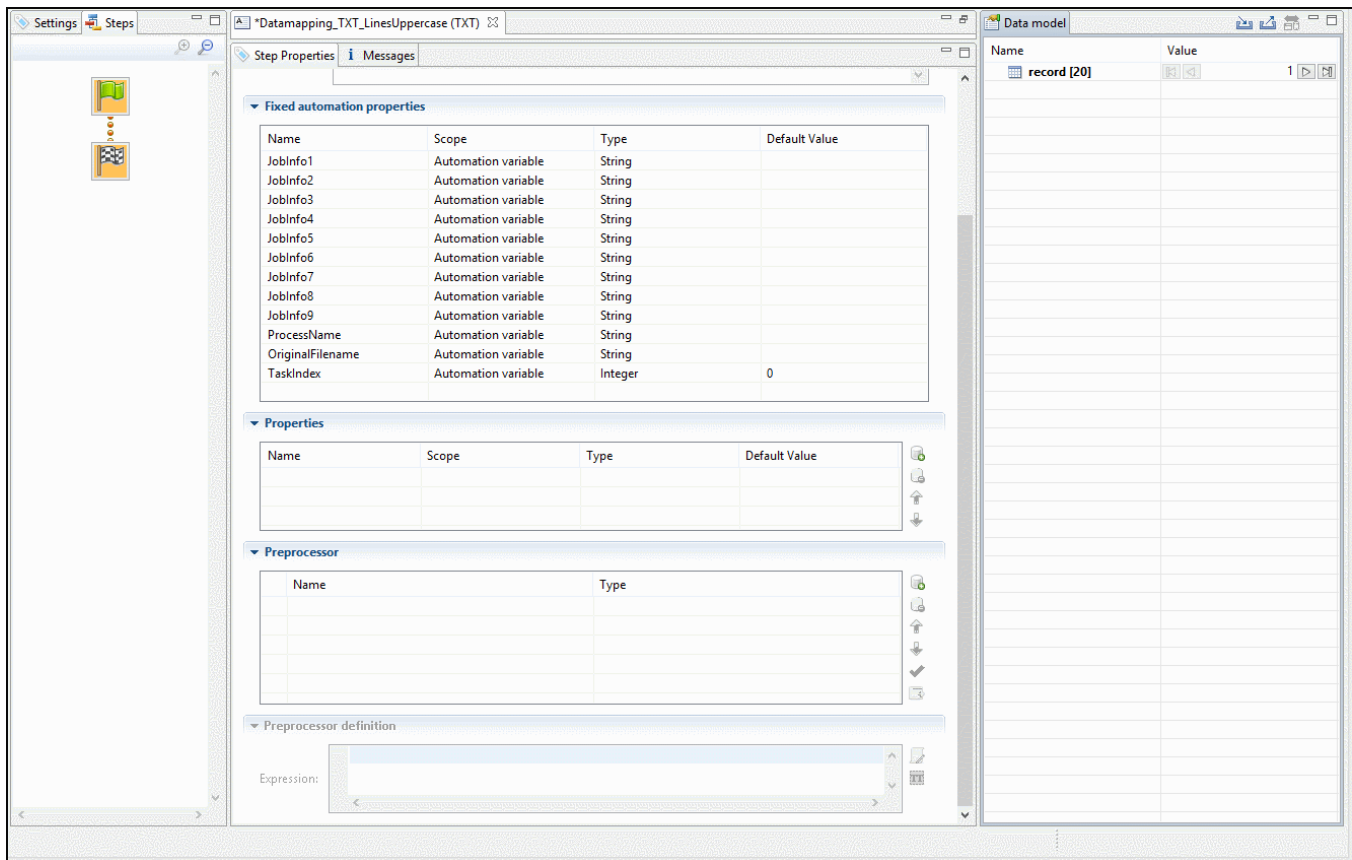 Settings Steps
*Datamapping_TXT_LinesUppercase (TXT)
Step Properties i Messages
Fixed automation properties
Name Scope Type Default Value
JobInfo1 Automation variable String
JobInfo2 Automation variable String
JobInfo3 Automation variable String
JobInfo4 Automation variable String
JobInfo5 Automation variable String
JobInfo6 Automation variable String
JobInfo7 Automation variable String
JobInfo8 Automation variable String
JobInfo9 Automation variable String
ProcessName Automation variable String
OriginalFilename Automation variable String
TaskIndex Automation variable Integer 0
Properties
Name Scope Type Default Value
Preprocessor
Name Type
Preprocessor definition
Expression:
TT
Data model
Name Value
record [20] 1